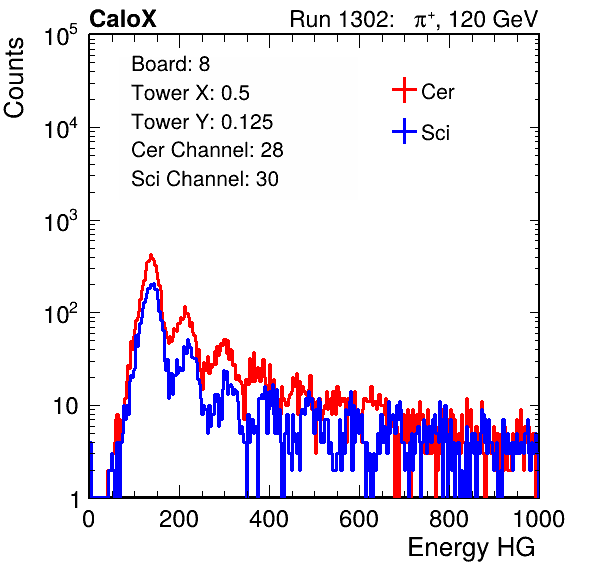 CaloX Run 1302: π⁺, 120 GeV
Counts
10⁵
10⁴
10³
10²
10
1
Board: 8
Tower X: 0.5
Tower Y: 0.125
Cer Channel: 28
Sci Channel: 30
Cer
Sci
0 200 400 600 800 1000
Energy HG